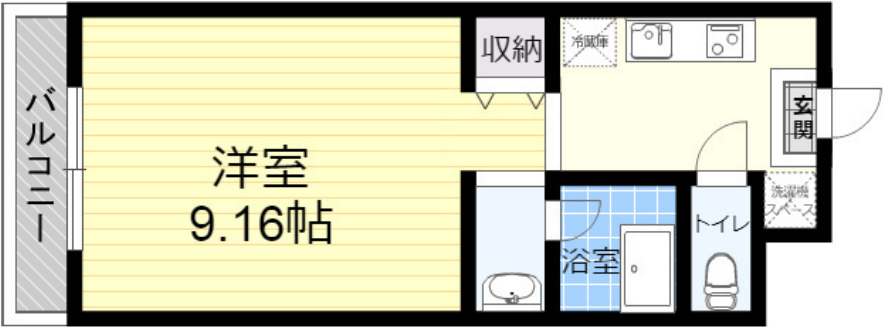 バルコニー
洋室
9.16帖
収納
冷蔵庫
玄関
洗濯機
スペース
トイレ
浴室